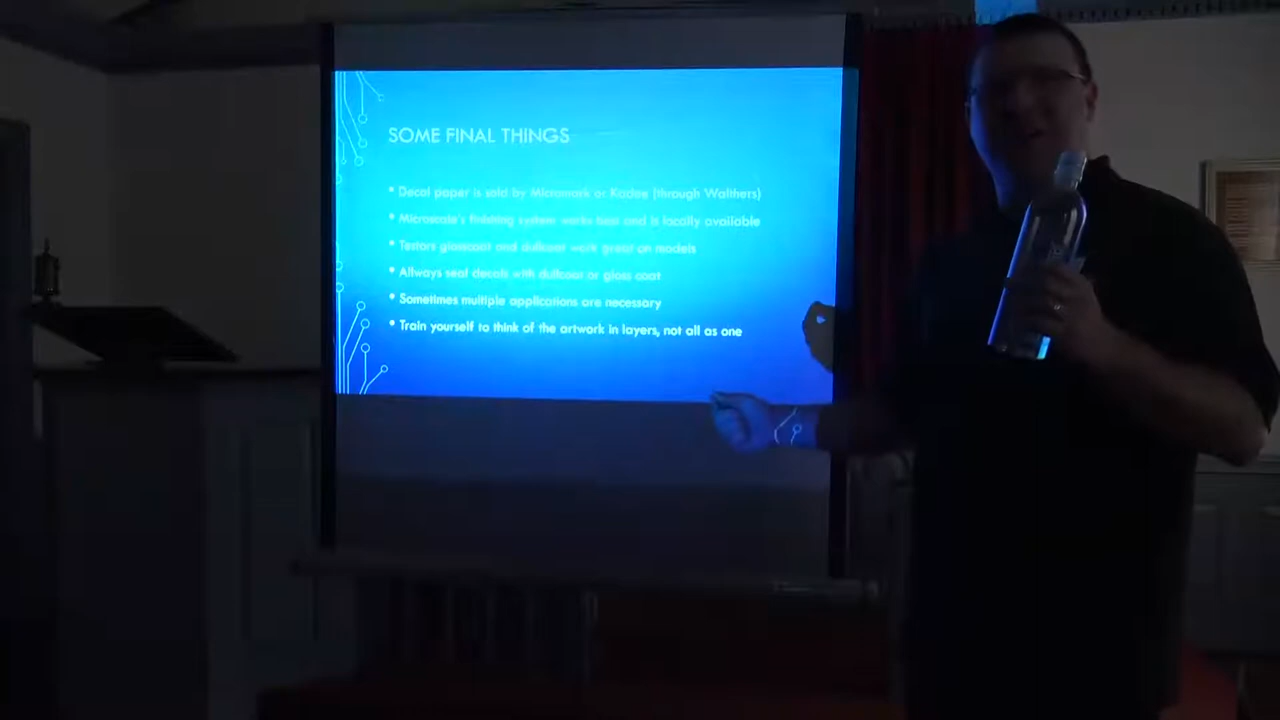 SOME FINAL THINGS
• Decal paper is sold by Micromark or Kadee (through Walthers)
• Microscale's finishing system works best and is locally available
• Testors glosscoat and dullcoat work great on models
• Allways seal decals with dullcoat or gloss coat
• Sometimes multiple applications are necessary
• Train yourself to think of the artwork in layers, not all as one